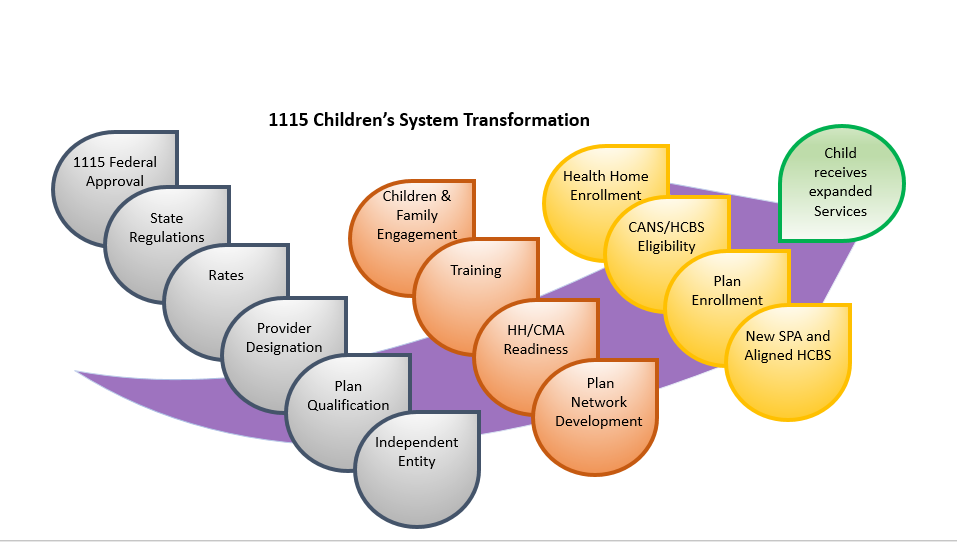 1115 Children’s System Transformation
1115 Federal
Approval
State
Regulations
Rates
Provider
Designation
Plan
Qualification
Independent
Entity
Children &
Family
Engagement
Training
HH/CMA
Readiness
Plan
Network
Development
Health Home
Enrollment
CANS/HCBS
Eligibility
Plan
Enrollment
New SPA and
Aligned HCBS
Child
receives
expanded
Services